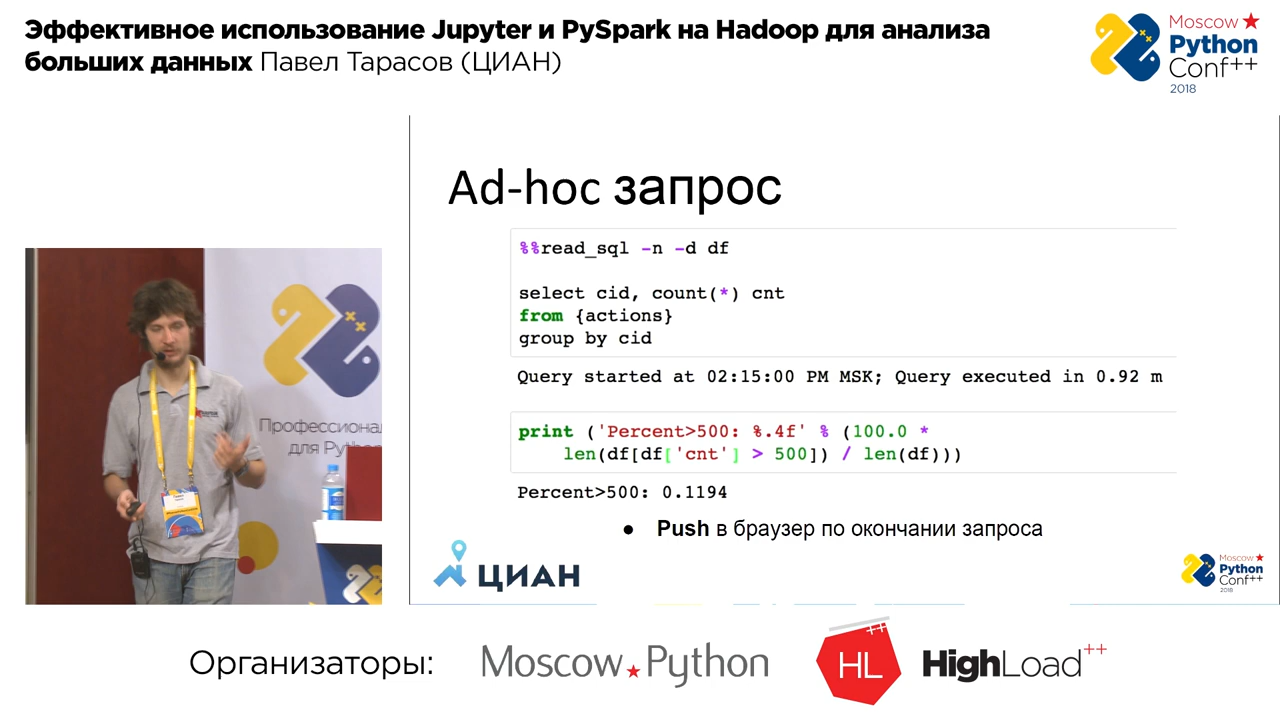 Эффективное использование Jupyter и PySpark на Hadoop для анализа
больших данных Павел Тарасов (ЦИАН)
Moscow
Python
Conf++
2018
Ad-hoc запрос
%%read_sql -n -d df
select cid, count(*) cnt
from {actions}
group by cid
Query started at 02:15:00 PM MSK; Query executed in 0.92 m
print ('Percent>500: %.4f' % (100.0 *
len(df[df['cnt'] > 500]) / len(df)))
Percent>500: 0.1194
● Push в браузер по окончании запроса
ЦИАН
Moscow
Python
Conf++
2018
Профессиона
для Pyt
Организаторы:
Moscow Python
HL++
HighLoad++